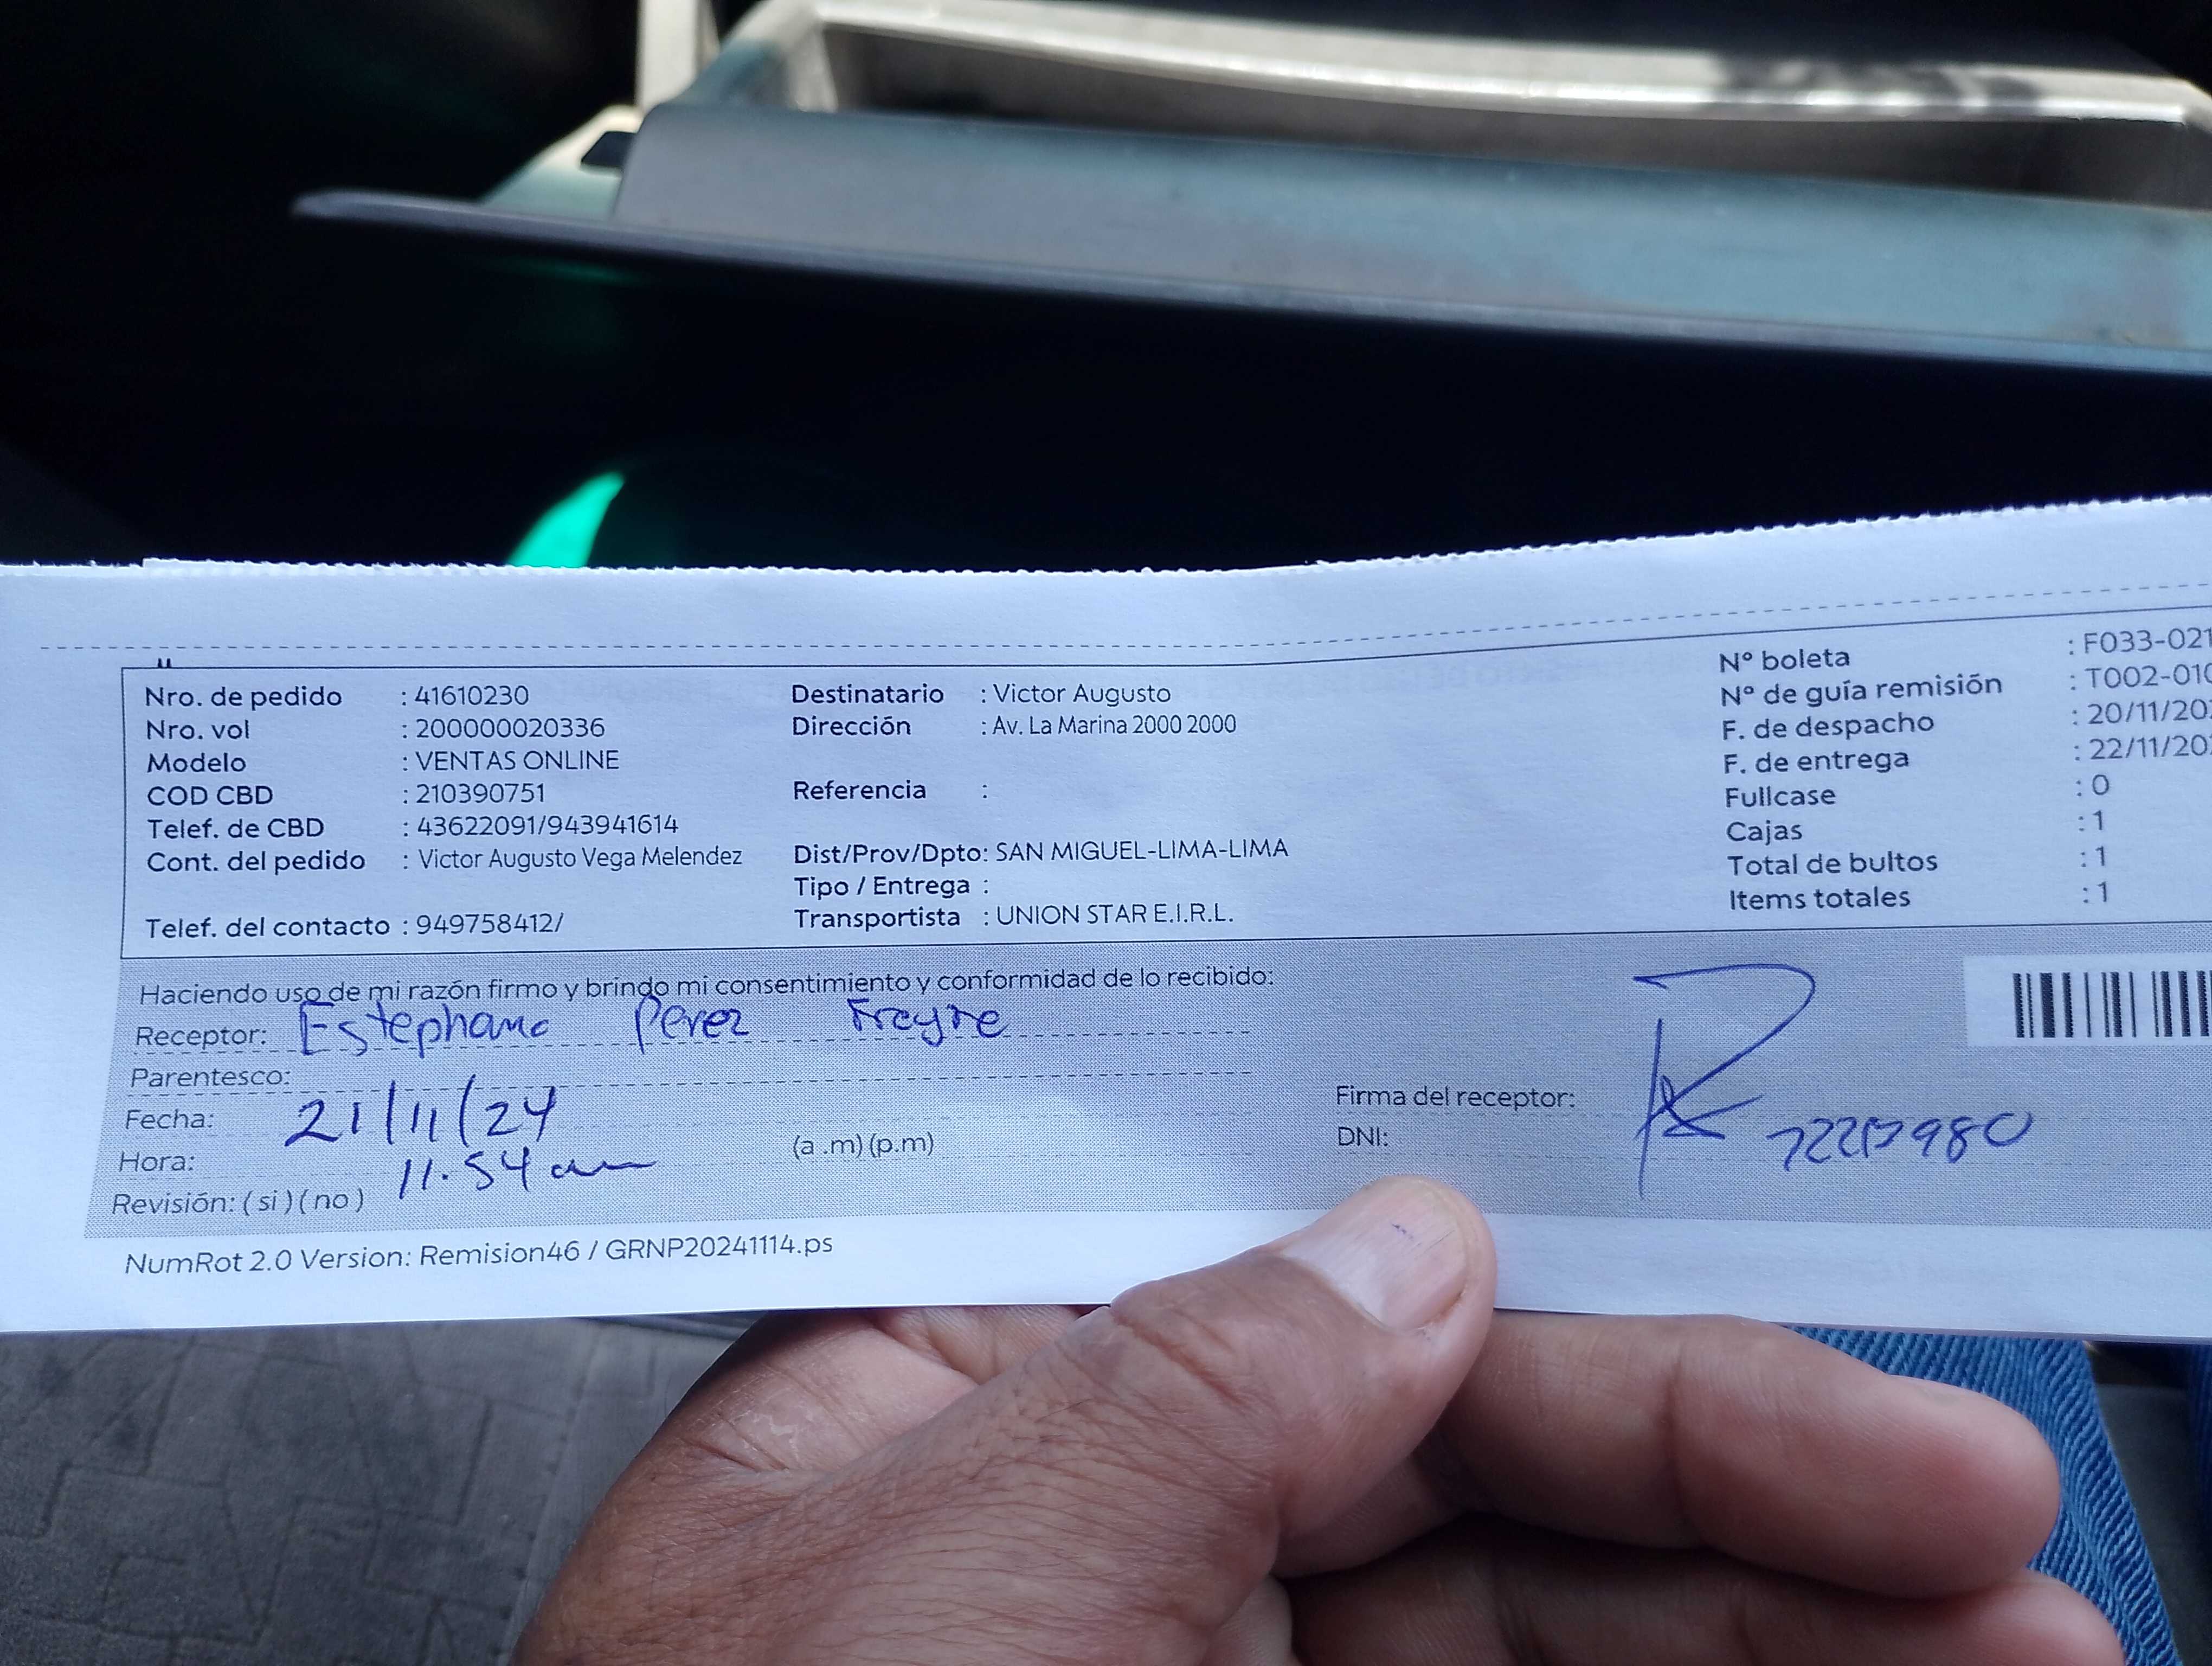 Nro. de pedido : 41610230
Nro. vol : 200000020336
Modelo : VENTAS ONLINE
COD CBD : 210390751
Telef. de CBD : 43622091/943941614
Cont. del pedido : Victor Augusto Vega Melendez
Telef. del contacto : 949758412/
Destinatario : Victor Augusto
Dirección : Av. La Marina 2000 2000
Referencia :
Dist/Prov/Dpto: SAN MIGUEL-LIMA-LIMA
Tipo / Entrega :
Transportista : UNION STAR E.I.R.L.
N° boleta : F033-021
N° de guía remisión : T002-010
F. de despacho : 20/11/20
F. de entrega : 22/11/20
Fullcase : 0
Cajas : 1
Total de bultos : 1
Items totales : 1
Haciendo uso de mi razón firmo y brindo mi consentimiento y conformidad de lo recibido:
Receptor: Estephano Perez Freyre
Parentesco:
Fecha: 21/11/24
Hora: 11.54 am (a .m) (p.m)
Revisión: ( si ) ( no )
Firma del receptor:
DNI:
NumRot 2.0 Version: Remision46 / GRNP20241114.ps